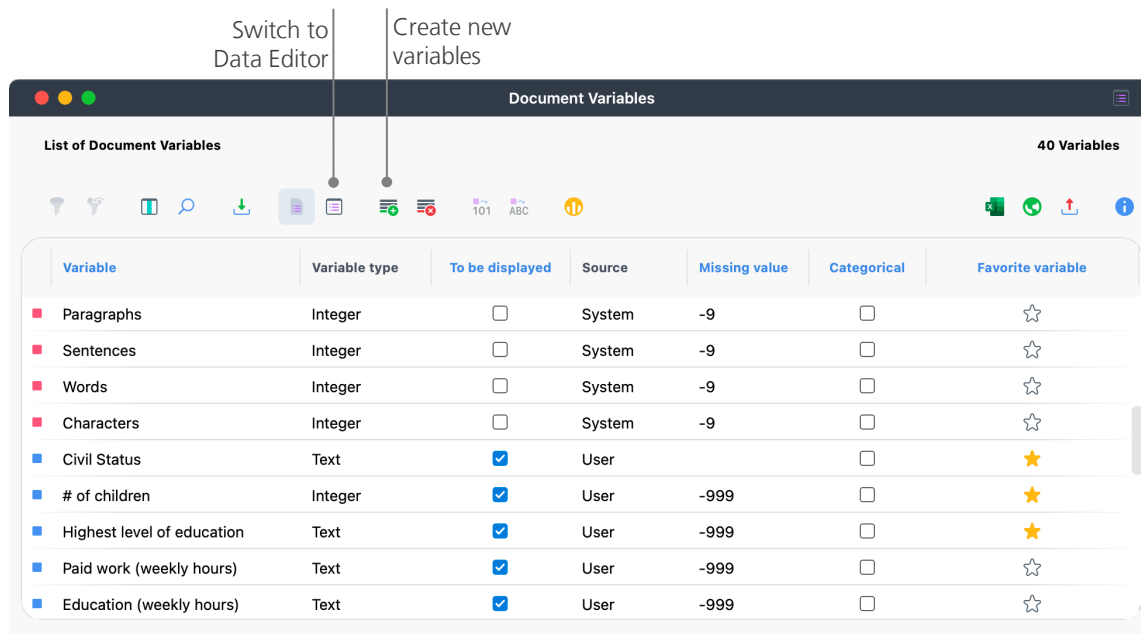 Switch to
Data Editor
Create new
variables
Document Variables
List of Document Variables
40 Variables
101
ABC
Variable Variable type To be displayed Source Missing value Categorical Favorite variable
Paragraphs Integer System -9
Sentences Integer System -9
Words Integer System -9
Characters Integer System -9
Civil Status Text User
# of children Integer User -999
Highest level of education Text User -999
Paid work (weekly hours) Text User -999
Education (weekly hours) Text User -999